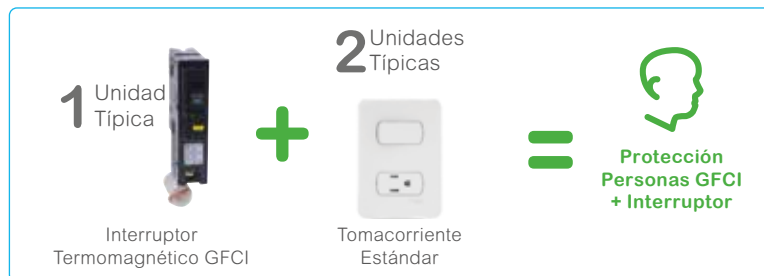 1 Unidad
Típica
Interruptor
Termomagnético GFCI
2 Unidades
Típicas
Tomacorriente
Estándar
Protección
Personas GFCI
+ Interruptor